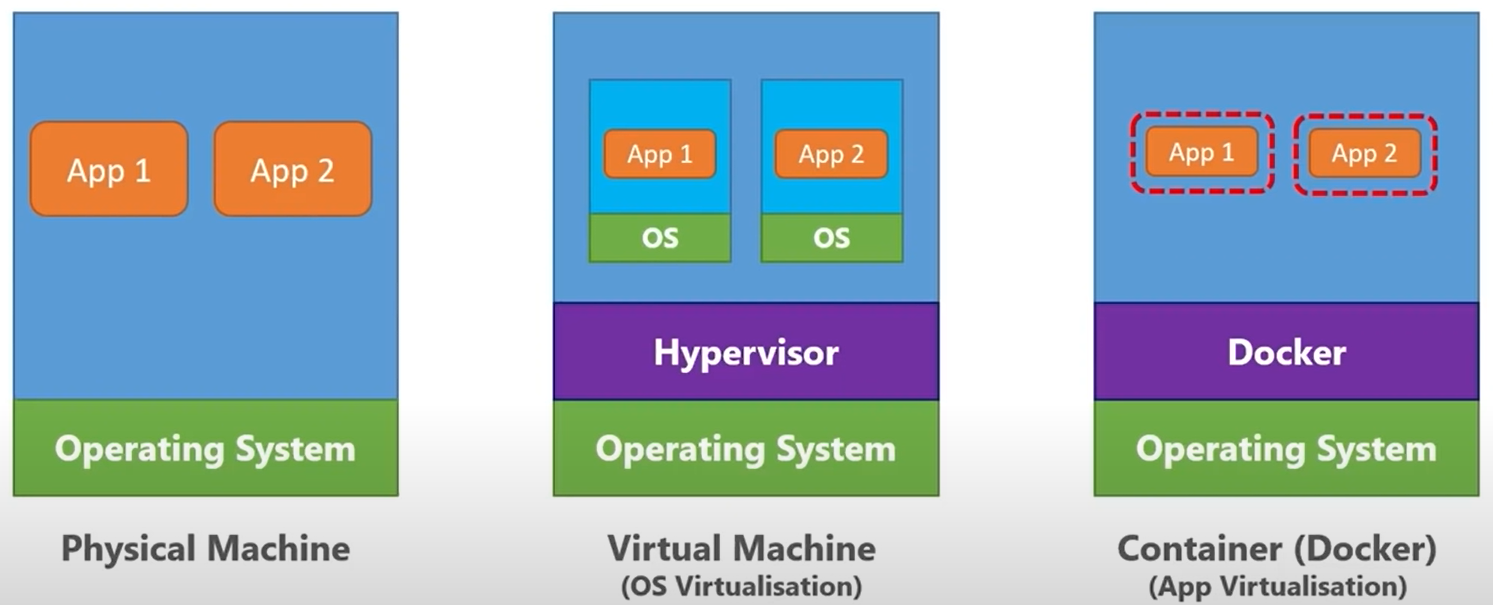 App 1
App 2
Operating System
Physical Machine
App 1
App 2
OS
OS
Hypervisor
Operating System
Virtual Machine
(OS Virtualisation)
App 1
App 2
Docker
Operating System
Container (Docker)
(App Virtualisation)